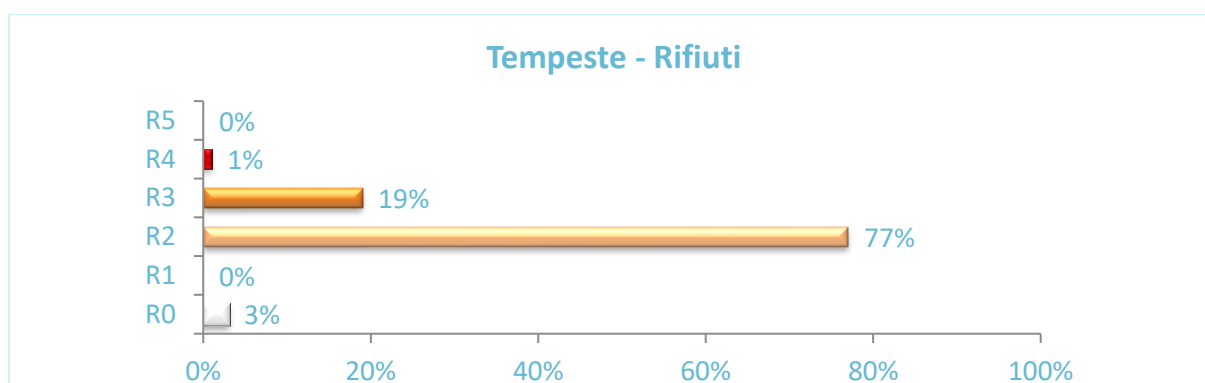 Tempeste - Rifiuti
R5 0%
R4 1%
R3 19%
R2 77%
R1 0%
R0 3%
0% 20% 40% 60% 80% 100%